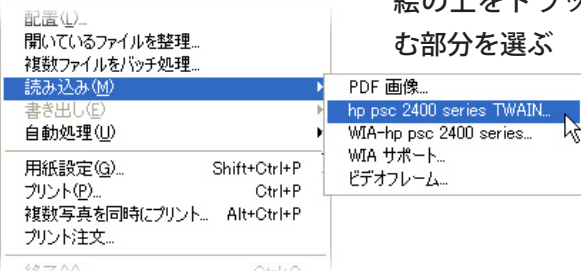 絵の上をドラッ
む部分を選ぶ
配置(L)...
開いているファイルを整理...
複数ファイルをバッチ処理...
読み込み(M)
書き出し(E)
自動処理(U)
用紙設定(G)... Shift+Ctrl+P
プリント(P)... Ctrl+P
複数写真を同時にプリント... Alt+Ctrl+P
プリント注文...
終了(X) Ctrl+Q
PDF 画像...
hp psc 2400 series TWAIN...
WIA-hp psc 2400 series...
WIA サポート...
ビデオフレーム...